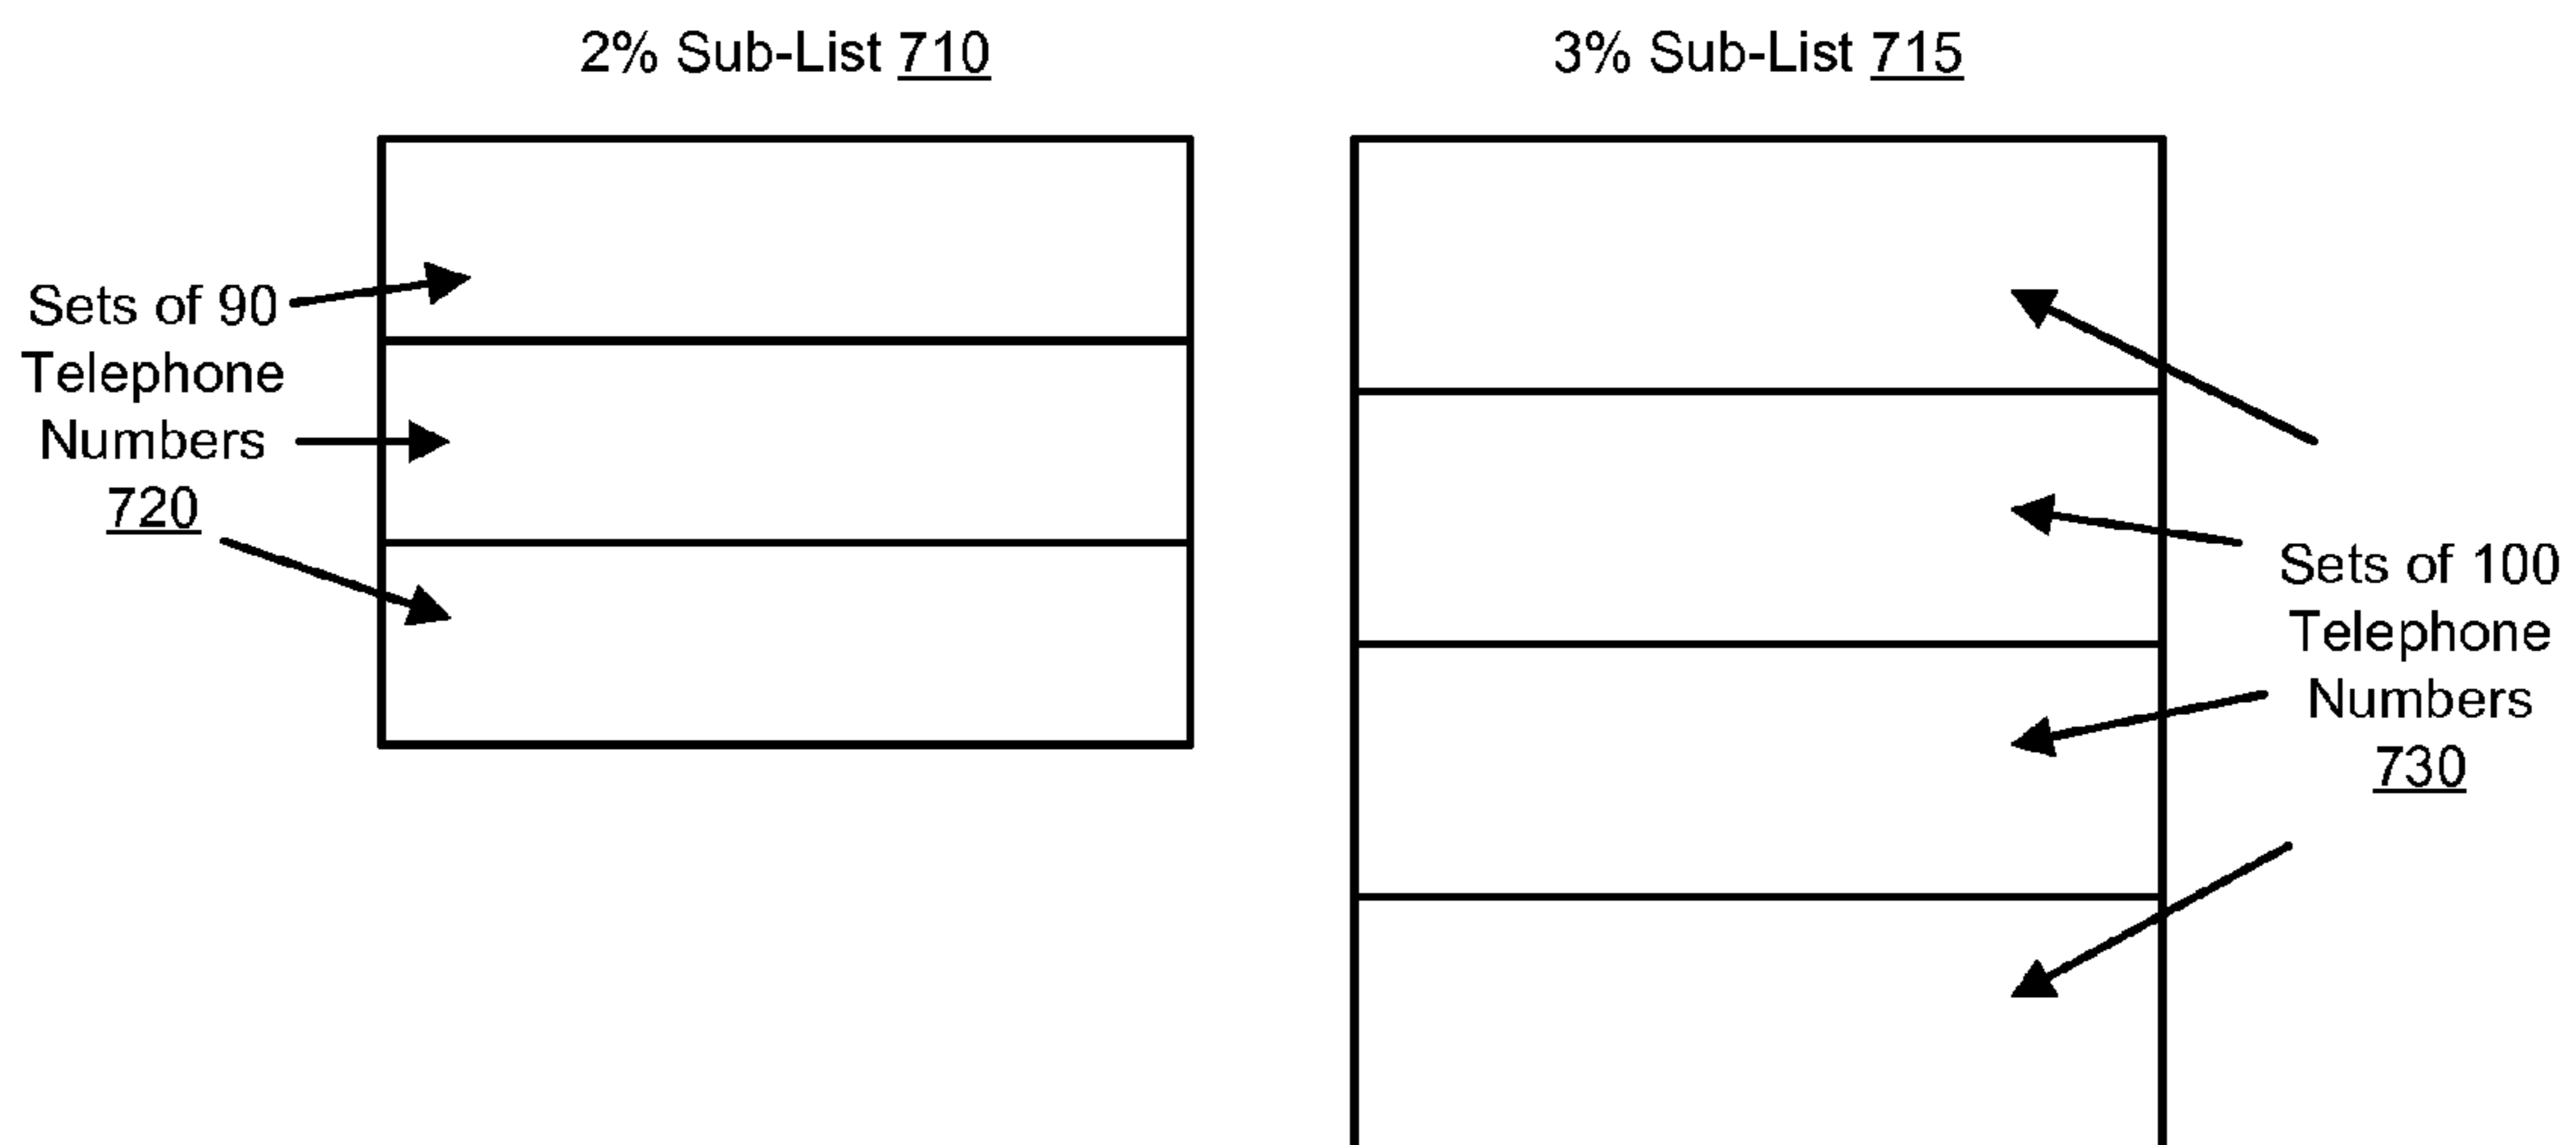 2% Sub-List 710
3% Sub-List 715
Sets of 90
Telephone
Numbers
720
Sets of 100
Telephone
Numbers
730